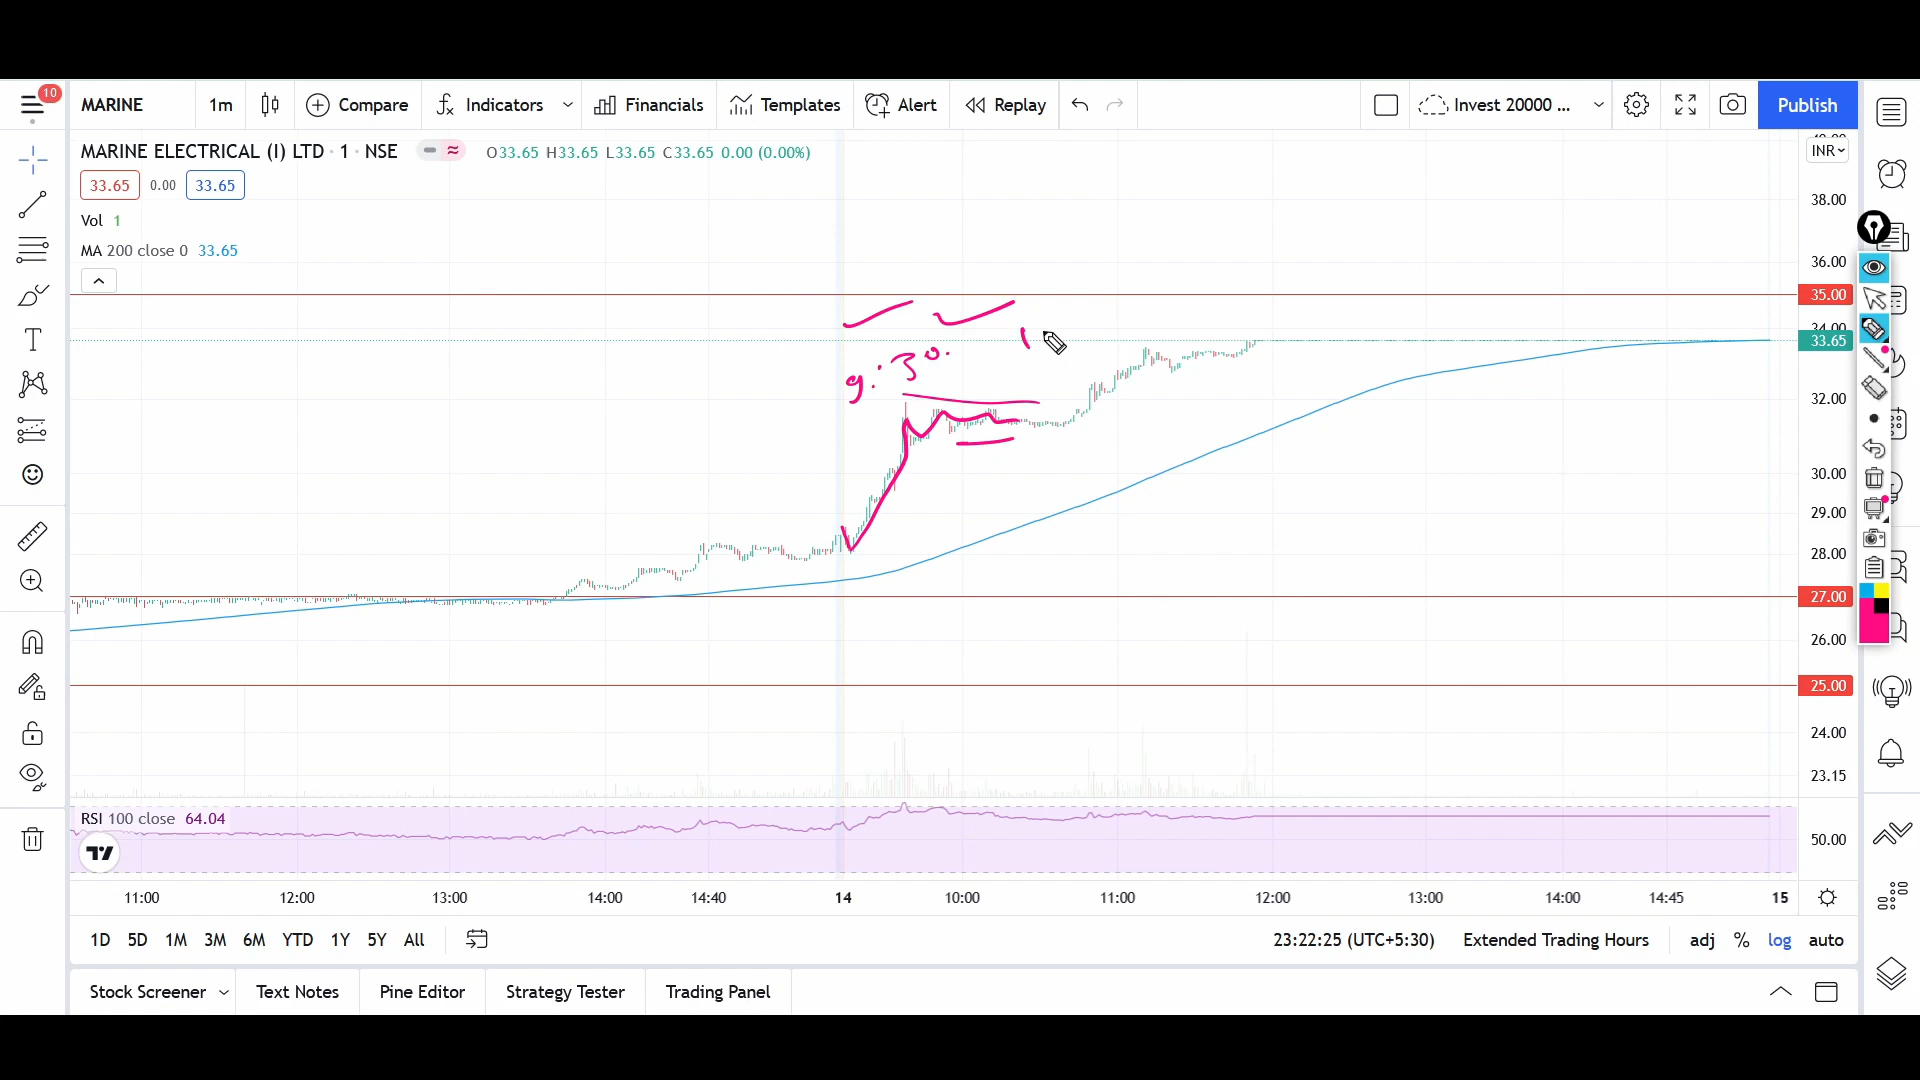 10
MARINE 1m Compare Indicators Financials Templates Alert Replay Invest 20000 ... Publish
MARINE ELECTRICAL (I) LTD · 1 · NSE O33.65 H33.65 L33.65 C33.65 0.00 (0.00%) INR
33.65 0.00 33.65
Vol 1
MA 200 close 0 33.65
38.00
36.00
35.00
34.00
33.65
9:30
32.00
30.00
29.00
28.00
27.00
26.00
25.00
24.00
23.15
RSI 100 close 64.04
50.00
11:00 12:00 13:00 14:00 14:40 14 10:00 11:00 12:00 13:00 14:00 14:45 15
1D 5D 1M 3M 6M YTD 1Y 5Y All 23:22:25 (UTC+5:30) Extended Trading Hours adj % log auto
Stock Screener Text Notes Pine Editor Strategy Tester Trading Panel